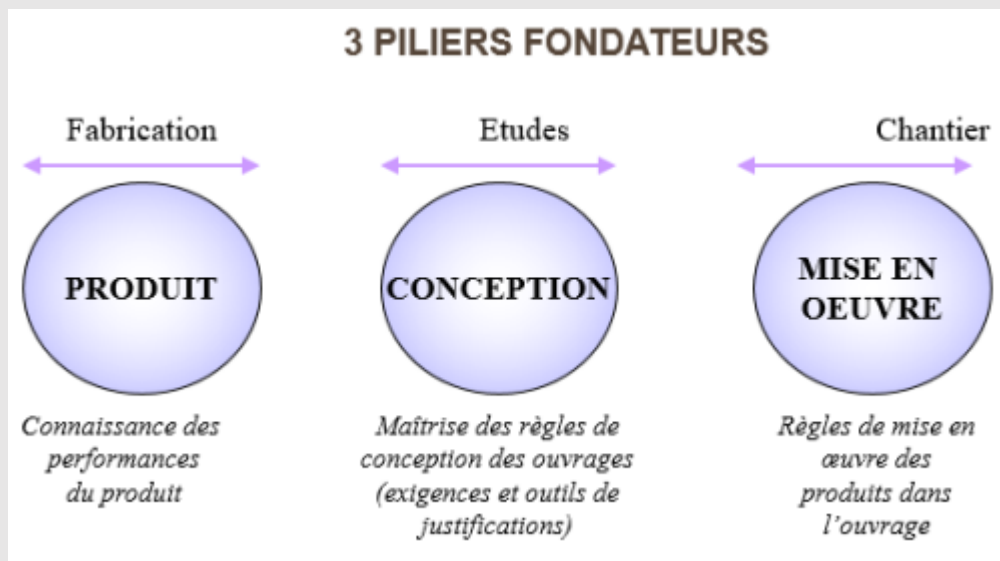 3 PILIERS FONDATEURS
Fabrication
PRODUIT
Connaissance des
performances
du produit
Etudes
CONCEPTION
Maîtrise des règles de
conception des ouvrages
(exigences et outils de
justifications)
Chantier
MISE EN
OEUVRE
Règles de mise en
œuvre des
produits dans
l'ouvrage